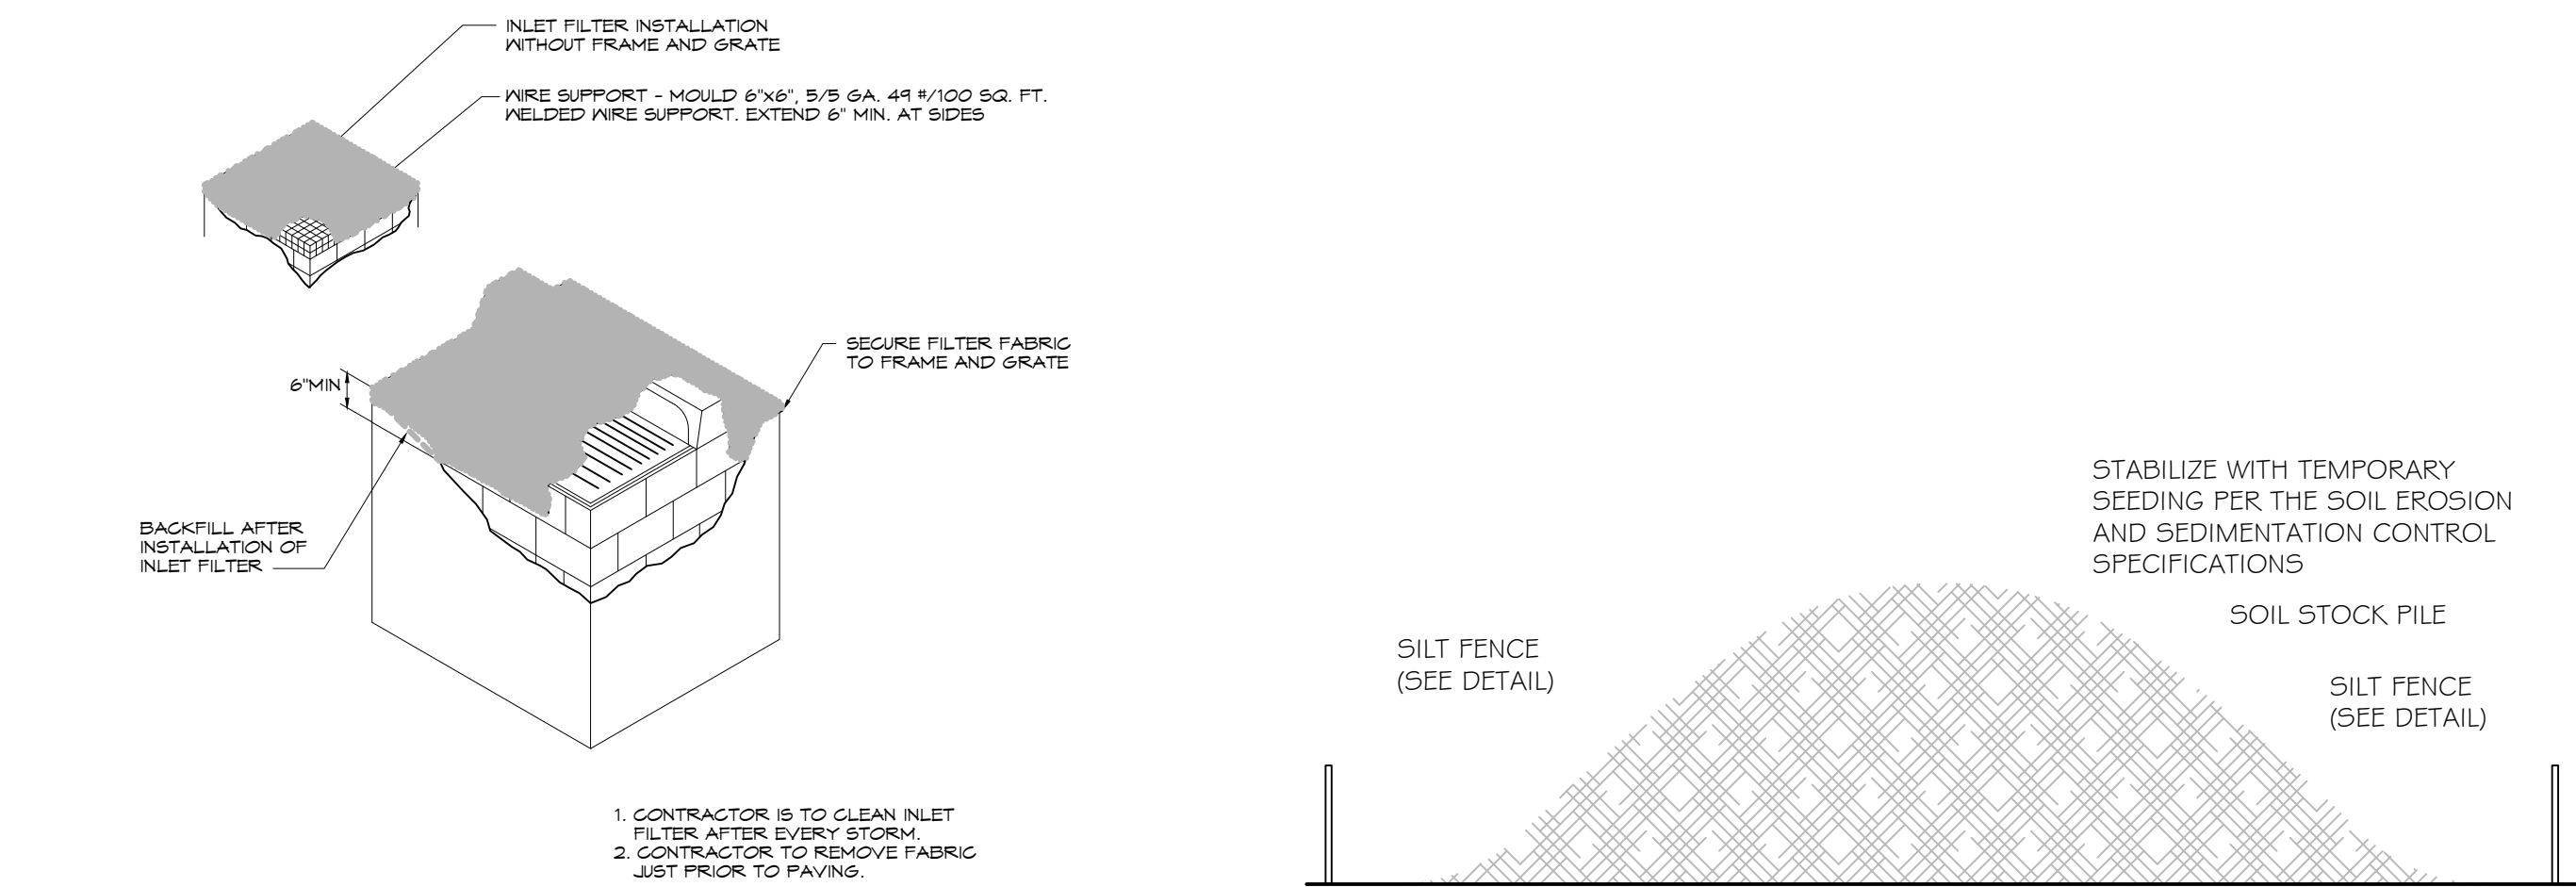 INLET FILTER INSTALLATION
WITHOUT FRAME AND GRATE
WIRE SUPPORT - MOULD 6"x6", 5/5 GA. 49 #/100 SQ. FT.
WELDED WIRE SUPPORT. EXTEND 6" MIN. AT SIDES
SECURE FILTER FABRIC
TO FRAME AND GRATE
6"MIN
BACKFILL AFTER
INSTALLATION OF
INLET FILTER
1. CONTRACTOR IS TO CLEAN INLET
FILTER AFTER EVERY STORM.
2. CONTRACTOR TO REMOVE FABRIC
JUST PRIOR TO PAVING.
STABILIZE WITH TEMPORARY
SEEDING PER THE SOIL EROSION
AND SEDIMENTATION CONTROL
SPECIFICATIONS
SOIL STOCK PILE
SILT FENCE
(SEE DETAIL)
SILT FENCE
(SEE DETAIL)